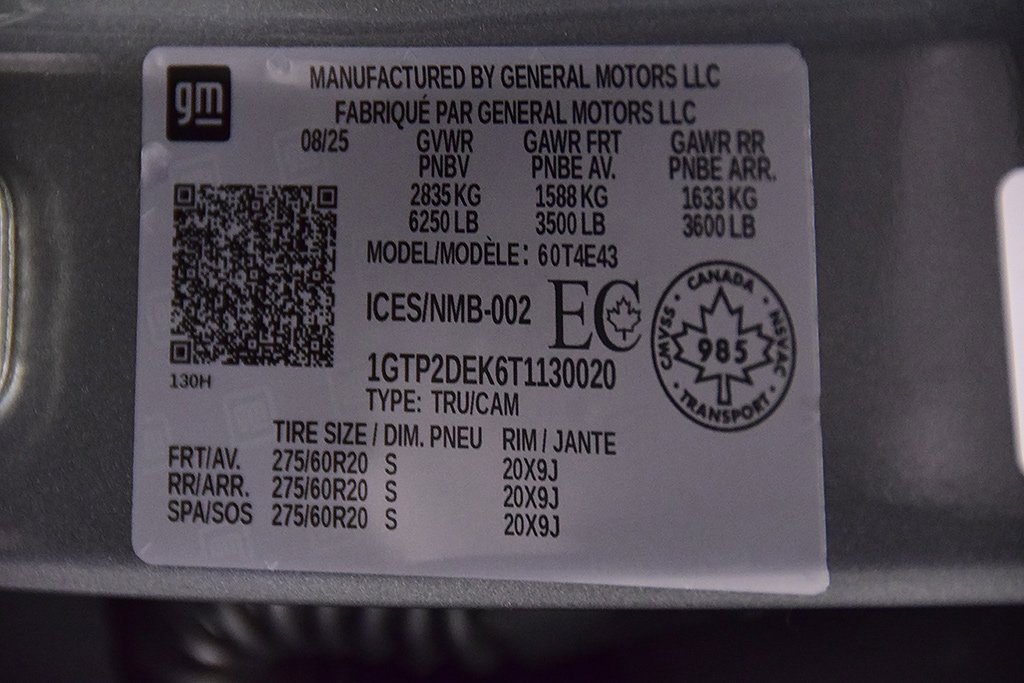 gm
MANUFACTURED BY GENERAL MOTORS LLC
FABRIQUÉ PAR GENERAL MOTORS LLC
08/25 GVWR GAWR FRT GAWR RR
PNBV PNBE AV. PNBE ARR.
2835 KG 1588 KG 1633 KG
6250 LB 3500 LB 3600 LB
MODEL/MODÈLE: 60T4E43
ICES/NMB-002 EC
CANADA
CMVSS 985 NSVAC
TRANSPORT
130H
1GTP2DEK6T1130020
TYPE: TRU/CAM
TIRE SIZE / DIM. PNEU RIM / JANTE
FRT/AV. 275/60R20 S 20X9J
RR/ARR. 275/60R20 S 20X9J
SPA/SOS 275/60R20 S 20X9J